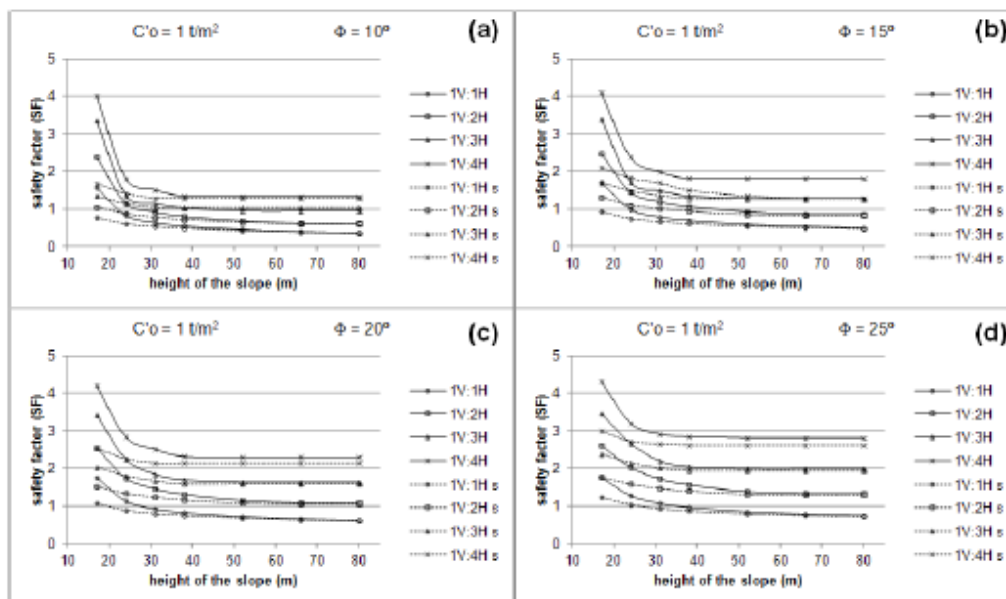 C'o = 1 t/m² Φ = 10º (a)
5
4
3
2
1
0
safety factor (SF)
10 20 30 40 50 60 70 80
height of the slope (m)
1V:1H
1V:2H
1V:3H
1V:4H
1V:1H s
1V:2H s
1V:3H s
1V:4H s
C'o = 1 t/m² Φ = 15º (b)
5
4
3
2
1
0
safety factor (SF)
10 20 30 40 50 60 70 80
height of the slope (m)
1V:1H
1V:2H
1V:3H
1V:4H
1V:1H s
1V:2H s
1V:3H s
1V:4H s
C'o = 1 t/m² Φ = 20º (c)
5
4
3
2
1
0
safety factor (SF)
10 20 30 40 50 60 70 80
height of the slope (m)
1V:1H
1V:2H
1V:3H
1V:4H
1V:1H s
1V:2H s
1V:3H s
1V:4H s
C'o = 1 t/m² Φ = 25º (d)
5
4
3
2
1
0
safety factor (SF)
10 20 30 40 50 60 70 80
height of the slope (m)
1V:1H
1V:2H
1V:3H
1V:4H
1V:1H s
1V:2H s
1V:3H s
1V:4H s